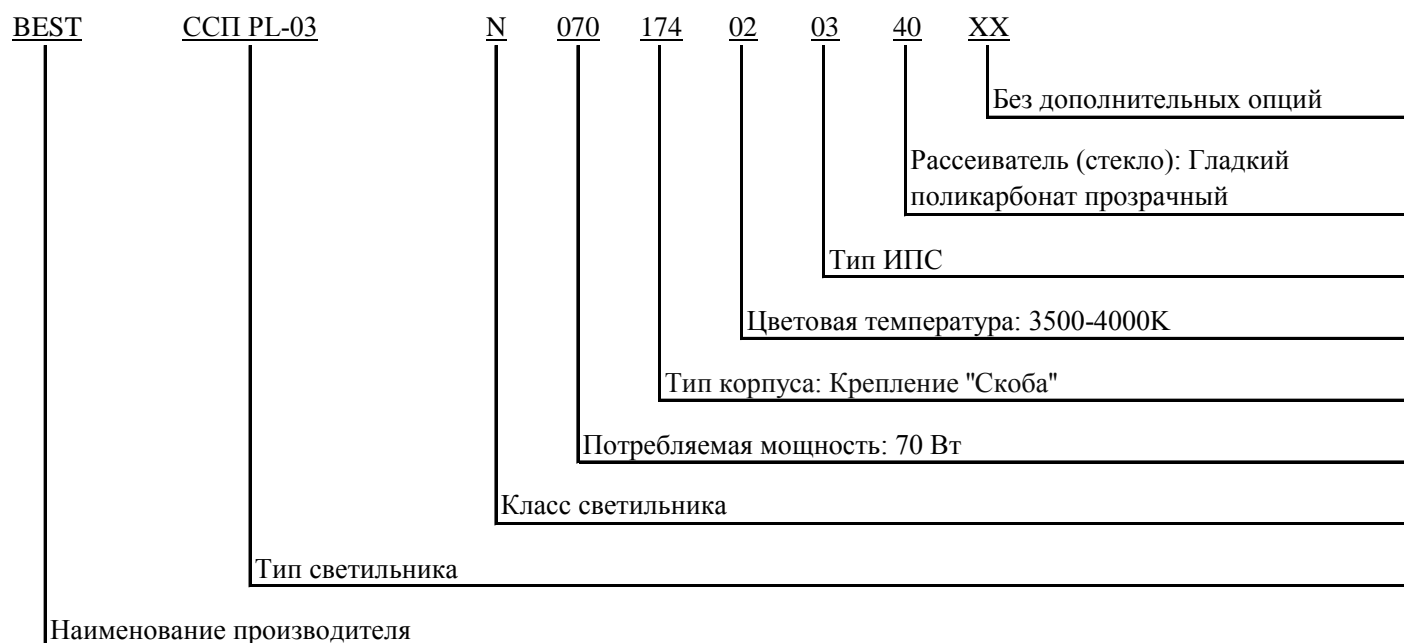 BEST ССП PL-03 N 070 174 02 03 40 XX
Без дополнительных опций
Рассеиватель (стекло): Гладкий
поликарбонат прозрачный
Тип ИПС
Цветовая температура: 3500-4000K
Тип корпуса: Крепление "Скоба"
Потребляемая мощность: 70 Вт
Класс светильника
Тип светильника
Наименование производителя